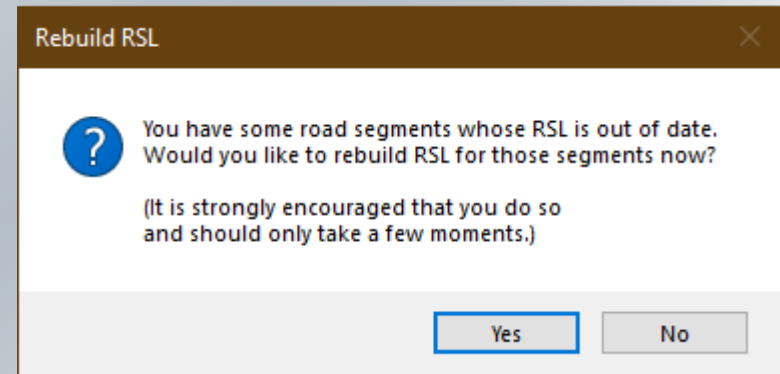 Rebuild RSL
You have some road segments whose RSL is out of date.
Would you like to rebuild RSL for those segments now?
(It is strongly encouraged that you do so
and should only take a few moments.)
Yes
No